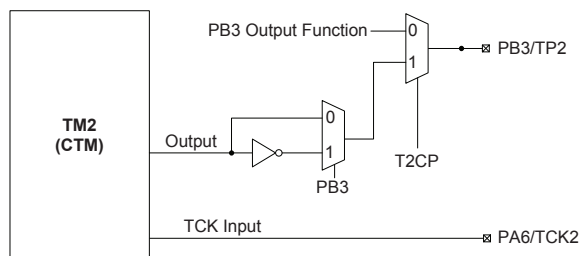 PB3 Output Function
0
1
PB3/TP2
TM2
(CTM)
Output
0
1
T2CP
PB3
TCK Input
PA6/TCK2